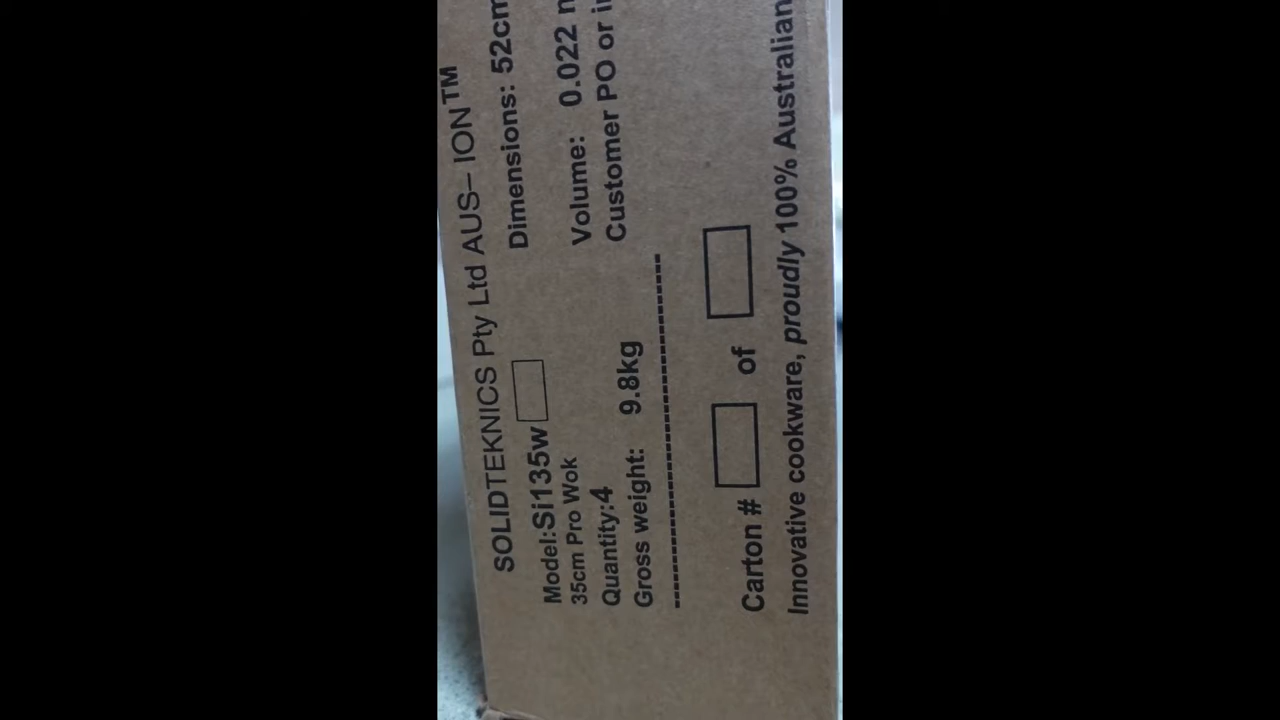 SOLIDTEKNICS Pty Ltd AUS– ION™
Model:Si135w
35cm Pro Wok
Quantity:4
Gross weight: 9.8kg
Dimensions: 52cm
Volume: 0.022
Customer PO or
Carton # of
Innovative cookware, proudly 100% Australian